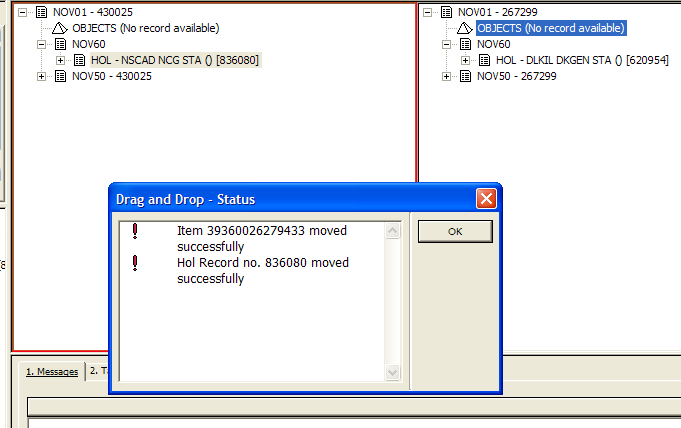 NOV01 - 430025
OBJECTS (No record available)
NOV60
HOL - NSCAD NCG STA () [836080]
NOV50 - 430025
NOV01 - 267299
OBJECTS (No record available)
NOV60
HOL - DLKIL DKGEN STA () [620954]
NOV50 - 267299
Drag and Drop - Status
Item 39360026279433 moved
successfully
Hol Record no. 836080 moved
successfully
OK
1. Messages
2. T